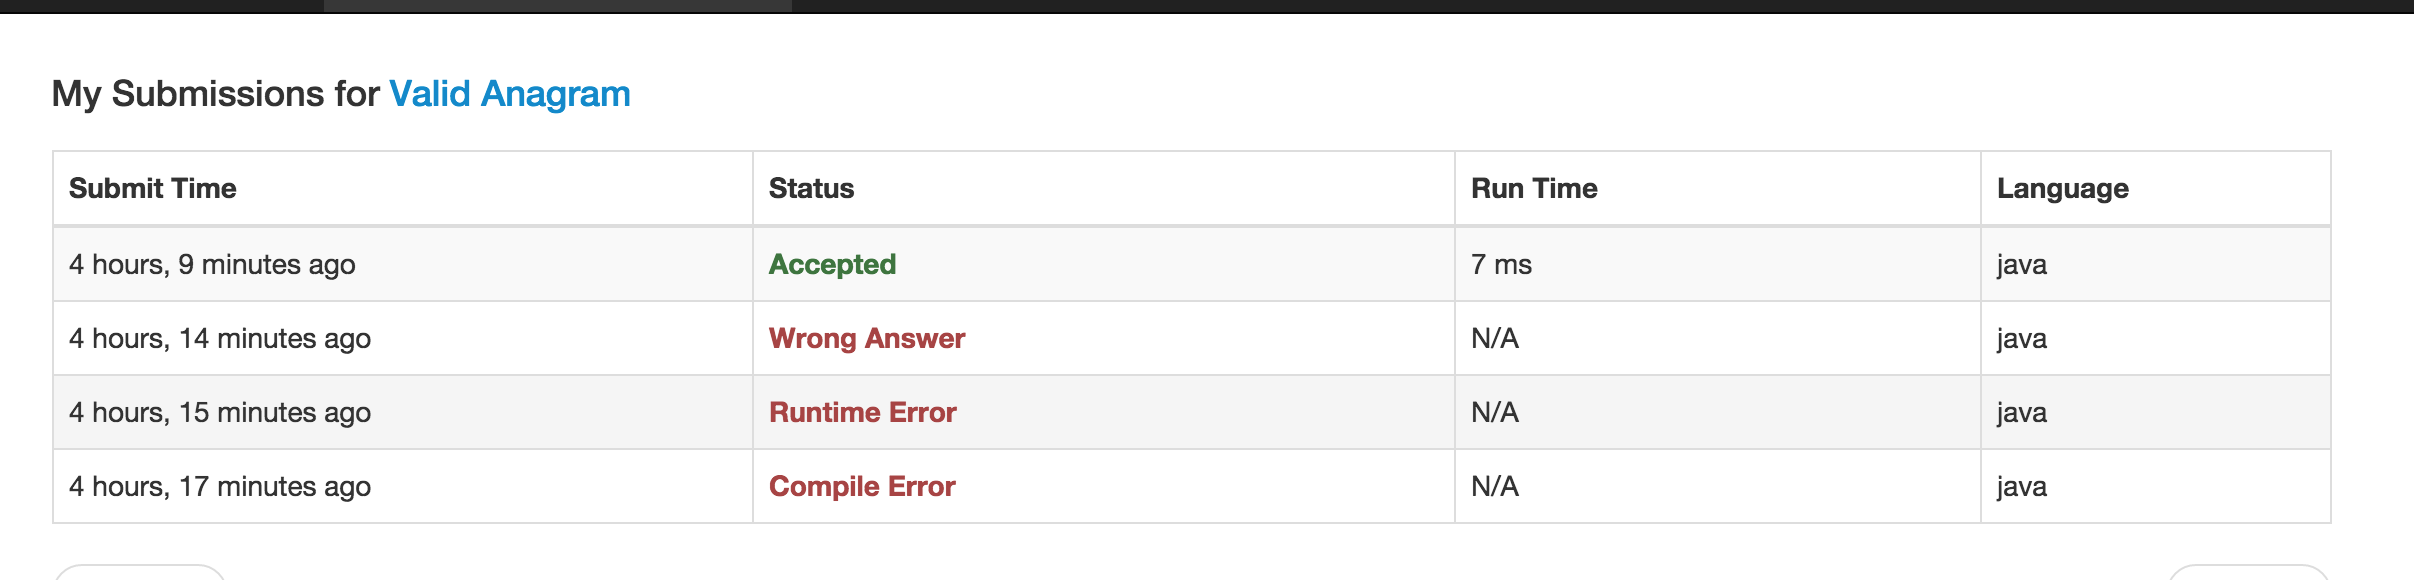 My Submissions for Valid Anagram
Submit Time Status Run Time Language
4 hours, 9 minutes ago Accepted 7 ms java
4 hours, 14 minutes ago Wrong Answer N/A java
4 hours, 15 minutes ago Runtime Error N/A java
4 hours, 17 minutes ago Compile Error N/A java